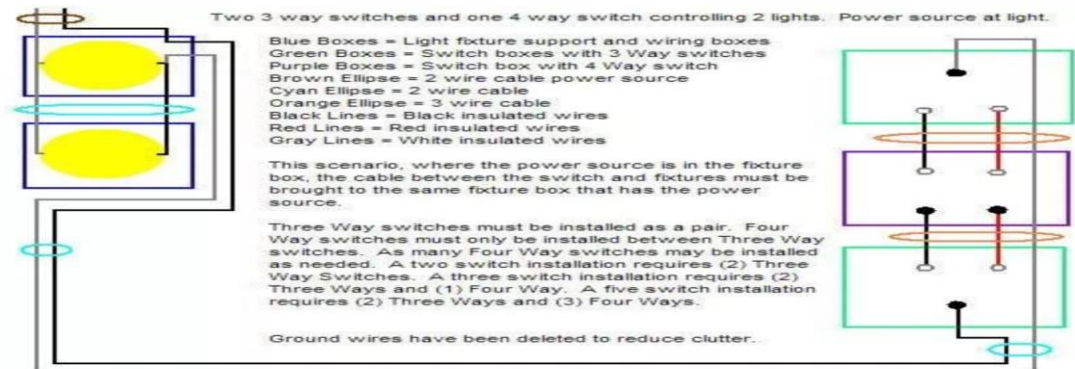 Two 3 way switches and one 4 way switch controlling 2 lights. Power source at light.
Blue Boxes = Light fixture support and wiring boxes
Green Boxes = Switch boxes with 3 Way switches
Purple Boxes = Switch box with 4 Way switch
Brown Ellipse = 2 wire cable power source
Cyan Ellipse = 2 wire cable
Orange Ellipse = 3 wire cable
Black Lines = Black insulated wires
Red Lines = Red insulated wires
Gray Lines = White insulated wires
This scenario, where the power source is in the fixture
box, the cable between the switch and fixtures must be
brought to the same fixture box that has the power
source.
Three Way switches must be installed as a pair. Four
Way switches must only be installed between Three Way
switches. As many Four Way switches may be installed
as needed. A two switch installation requires (2) Three
Way Switches. A three switch installation requires (2)
Three Ways and (1) Four Way. A five switch installation
requires (2) Three Ways and (3) Four Ways.
Ground wires have been deleted to reduce clutter.